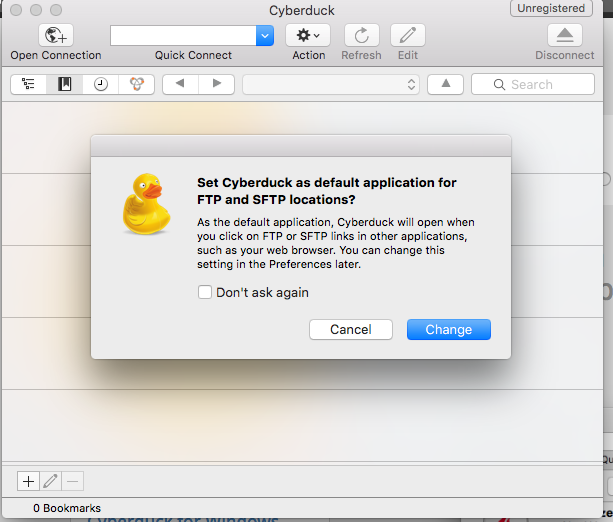 Cyberduck
Unregistered
Open Connection
Quick Connect
Action
Refresh
Edit
Disconnect
Search
Set Cyberduck as default application for
FTP and SFTP locations?
As the default application, Cyberduck will open when
you click on FTP or SFTP links in other applications,
such as your web browser. You can change this
setting in the Preferences later.
Don't ask again
Cancel
Change
0 Bookmarks
Cyberduck for Windows